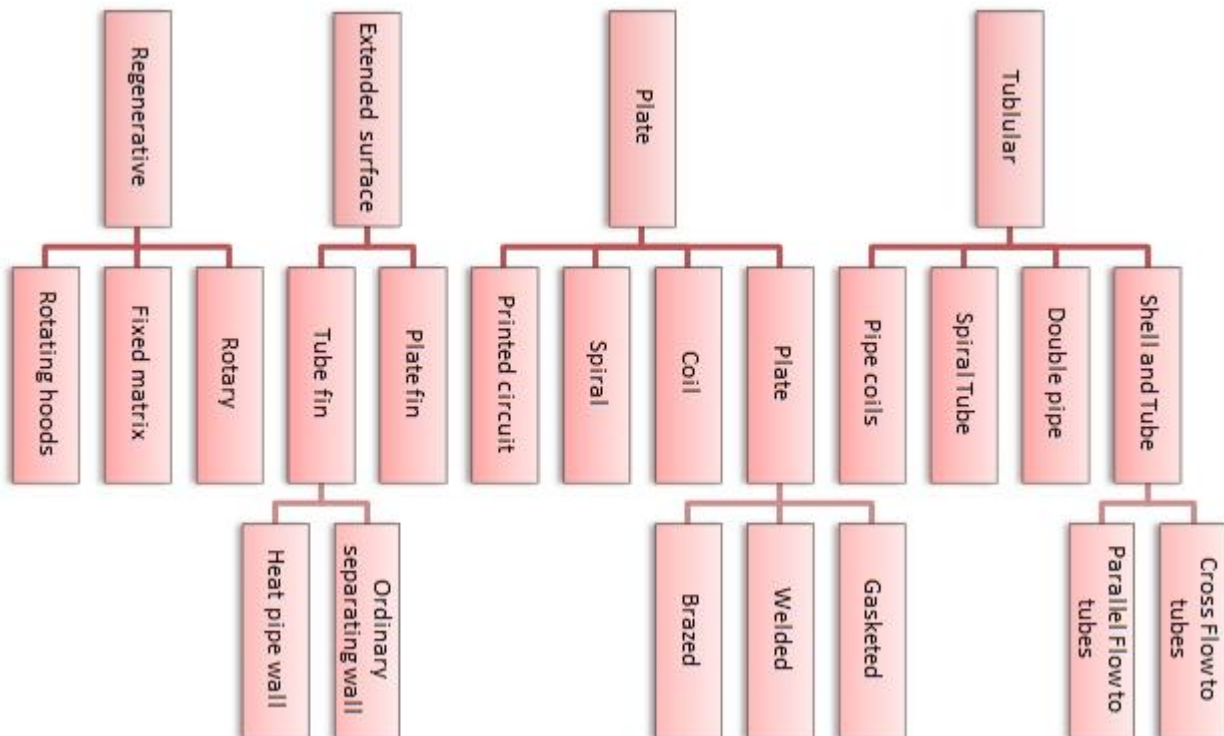 Tublular
Shell and Tube
Cross Flow to
tubes
Parallel Flow to
tubes
Double pipe
Spiral Tube
Pipe coils
Plate
Plate
Gasketed
Welded
Brazed
Coil
Spiral
Printed circuit
Extended surface
Plate fin
Tube fin
Ordinary
separating wall
Heat pipe wall
Regenerative
Rotary
Fixed matrix
Rotating hoods